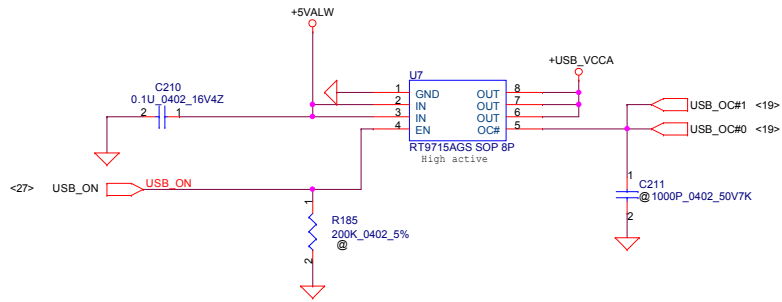 +5VALW
+USB_VCCA
U7
C210
0.1U_0402_16V4Z
2 1
1 GND OUT 8
2 IN OUT 7
3 IN OUT 6
4 EN OC# 5
RT9715AGS SOP 8P
High active
USB_OC#1 <19>
USB_OC#0 <19>
<27> USB_ON USB_ON
1
R185
200K_0402_5%
@
2
1
C211
@ 1000P_0402_50V7K
2